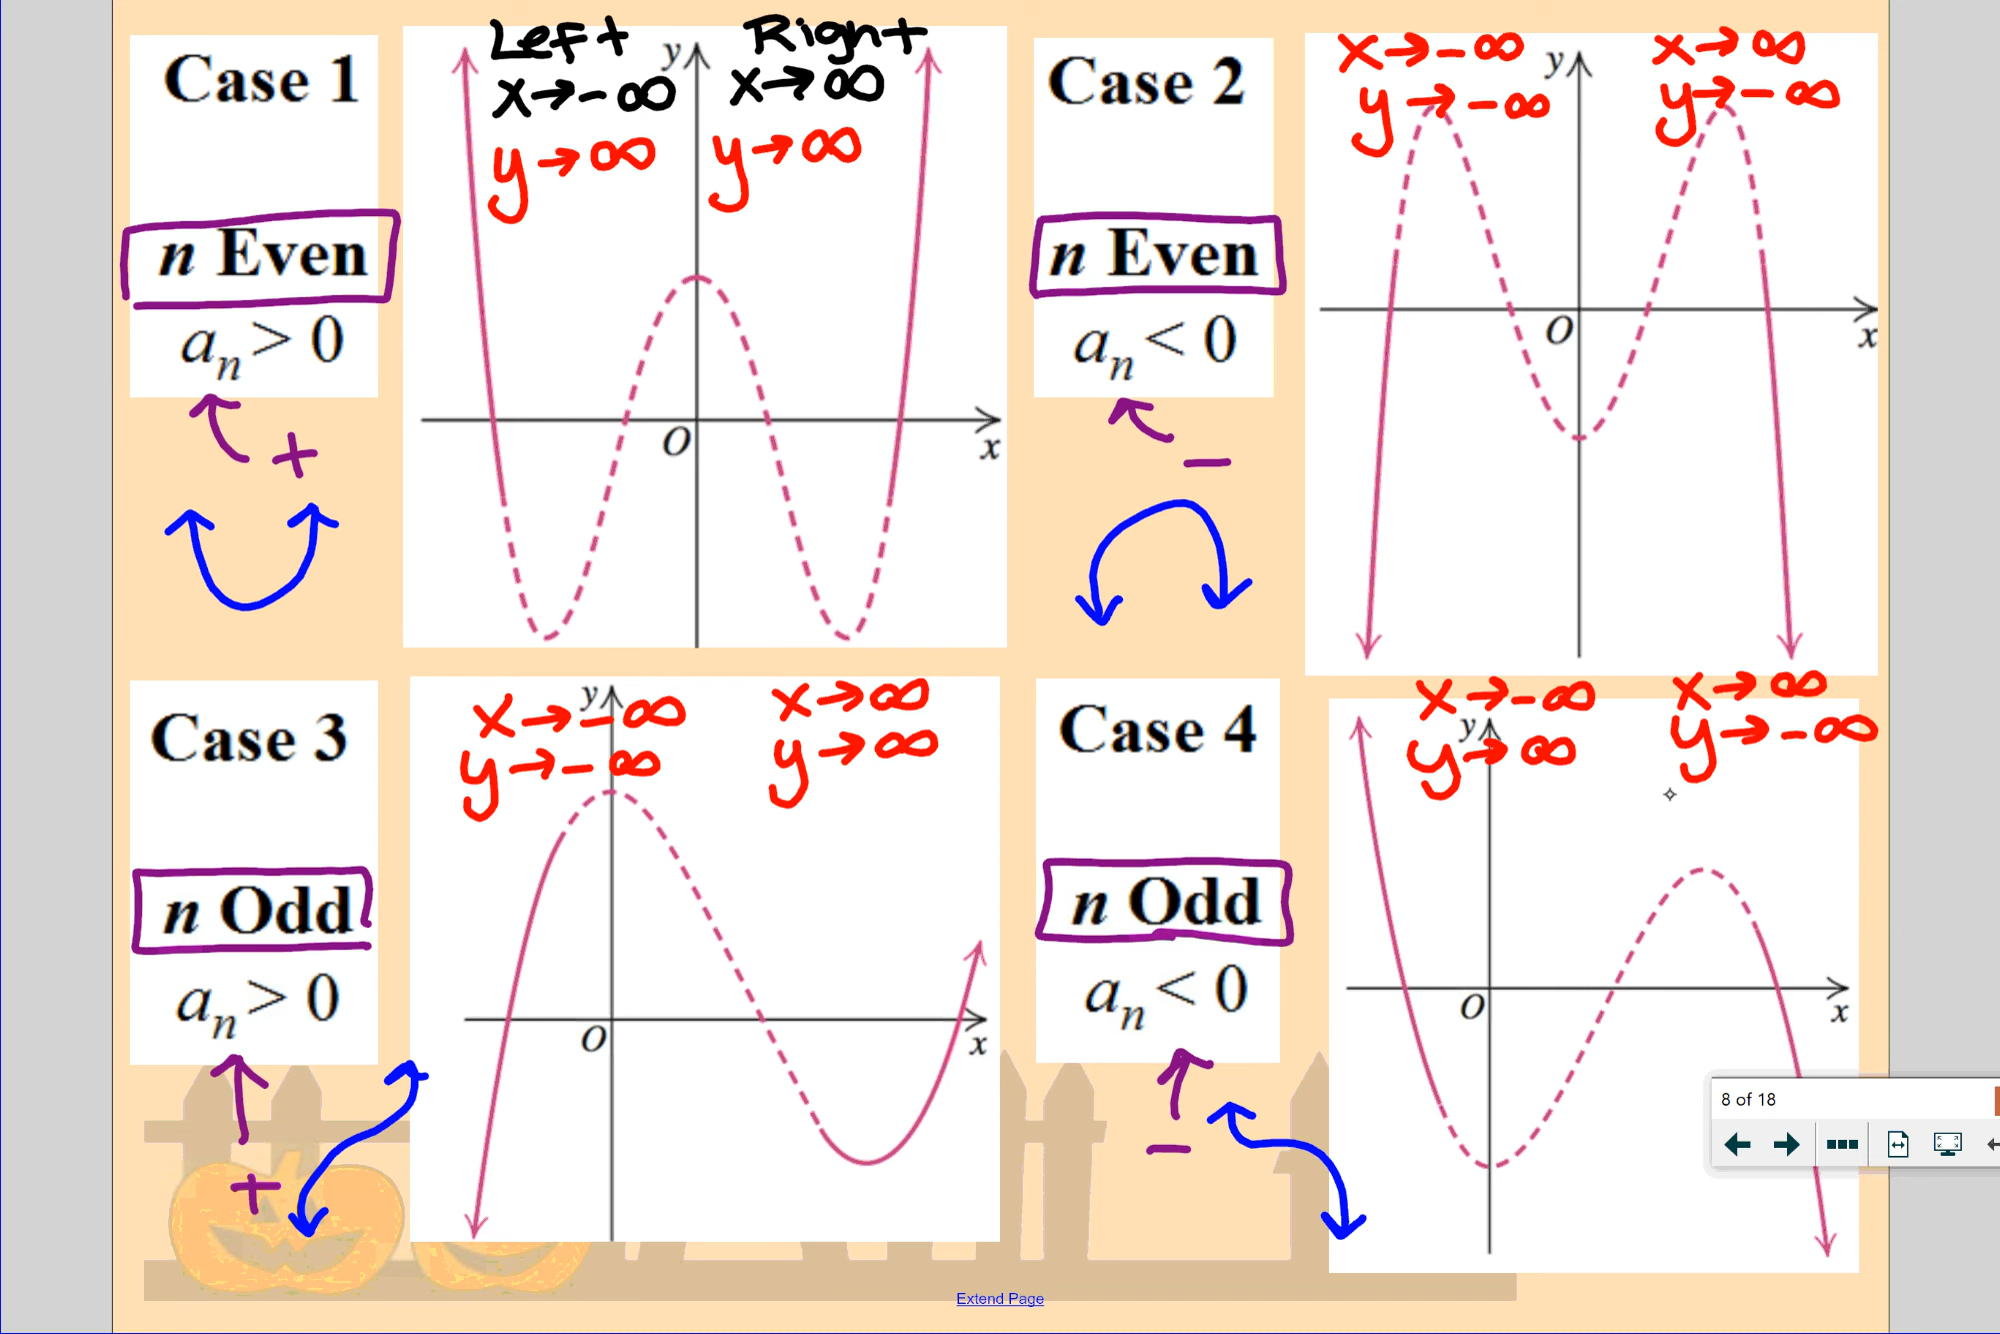 Case 1
n Even
aₙ > 0
+
Left
x→-∞
y→∞
Right
x→∞
y→∞
y
O
x
Case 2
n Even
aₙ < 0
−
x→-∞
y→-∞
x→∞
y→-∞
y
O
x
Case 3
n Odd
aₙ > 0
+
x→-∞
y→-∞
x→∞
y→∞
y
O
x
Case 4
n Odd
aₙ < 0
−
x→-∞
y→∞
x→∞
y→-∞
y
O
x
8 of 18
Extend Page